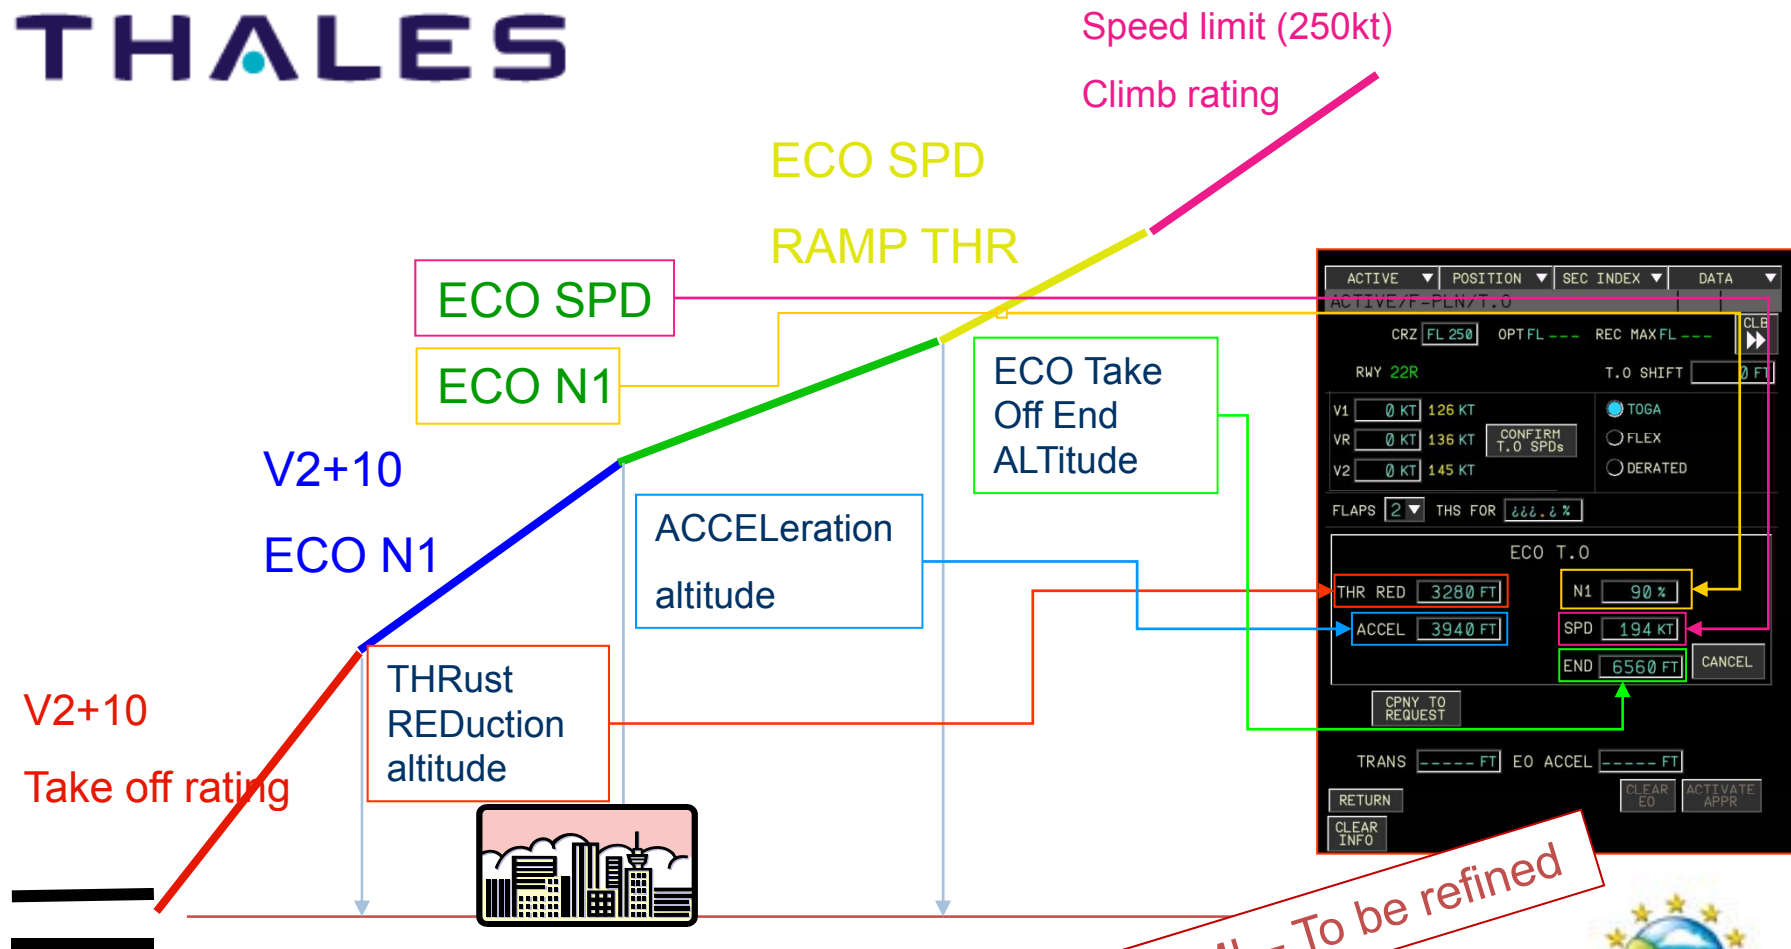 THALES
Speed limit (250kt)
Climb rating
ECO SPD
RAMP THR
ECO SPD
ECO N1
V2+10
ECO N1
V2+10
Take off rating
THRust
REDuction
altitude
ACCELeration
altitude
ECO Take
Off End
ALTitude
ACTIVE POSITION SEC INDEX DATA
ACTIVE/F-PLN/T.O
CRZ FL 250 OPT FL --- REC MAX FL ---
CLB
RWY 22R T.O SHIFT 0 FT
V1 0 KT 126 KT TOGA
VR 0 KT 136 KT CONFIRM T.O SPDs FLEX
V2 0 KT 145 KT DERATED
FLAPS 2 THS FOR ¿¿¿.¿ %
ECO T.O
THR RED 3280 FT N1 90 %
ACCEL 3940 FT SPD 194 KT
END 6560 FT CANCEL
CPNY TO
REQUEST
TRANS ----- FT EO ACCEL ----- FT
RETURN CLEAR EO ACTIVATE APPR
CLEAR
INFO
- To be refined